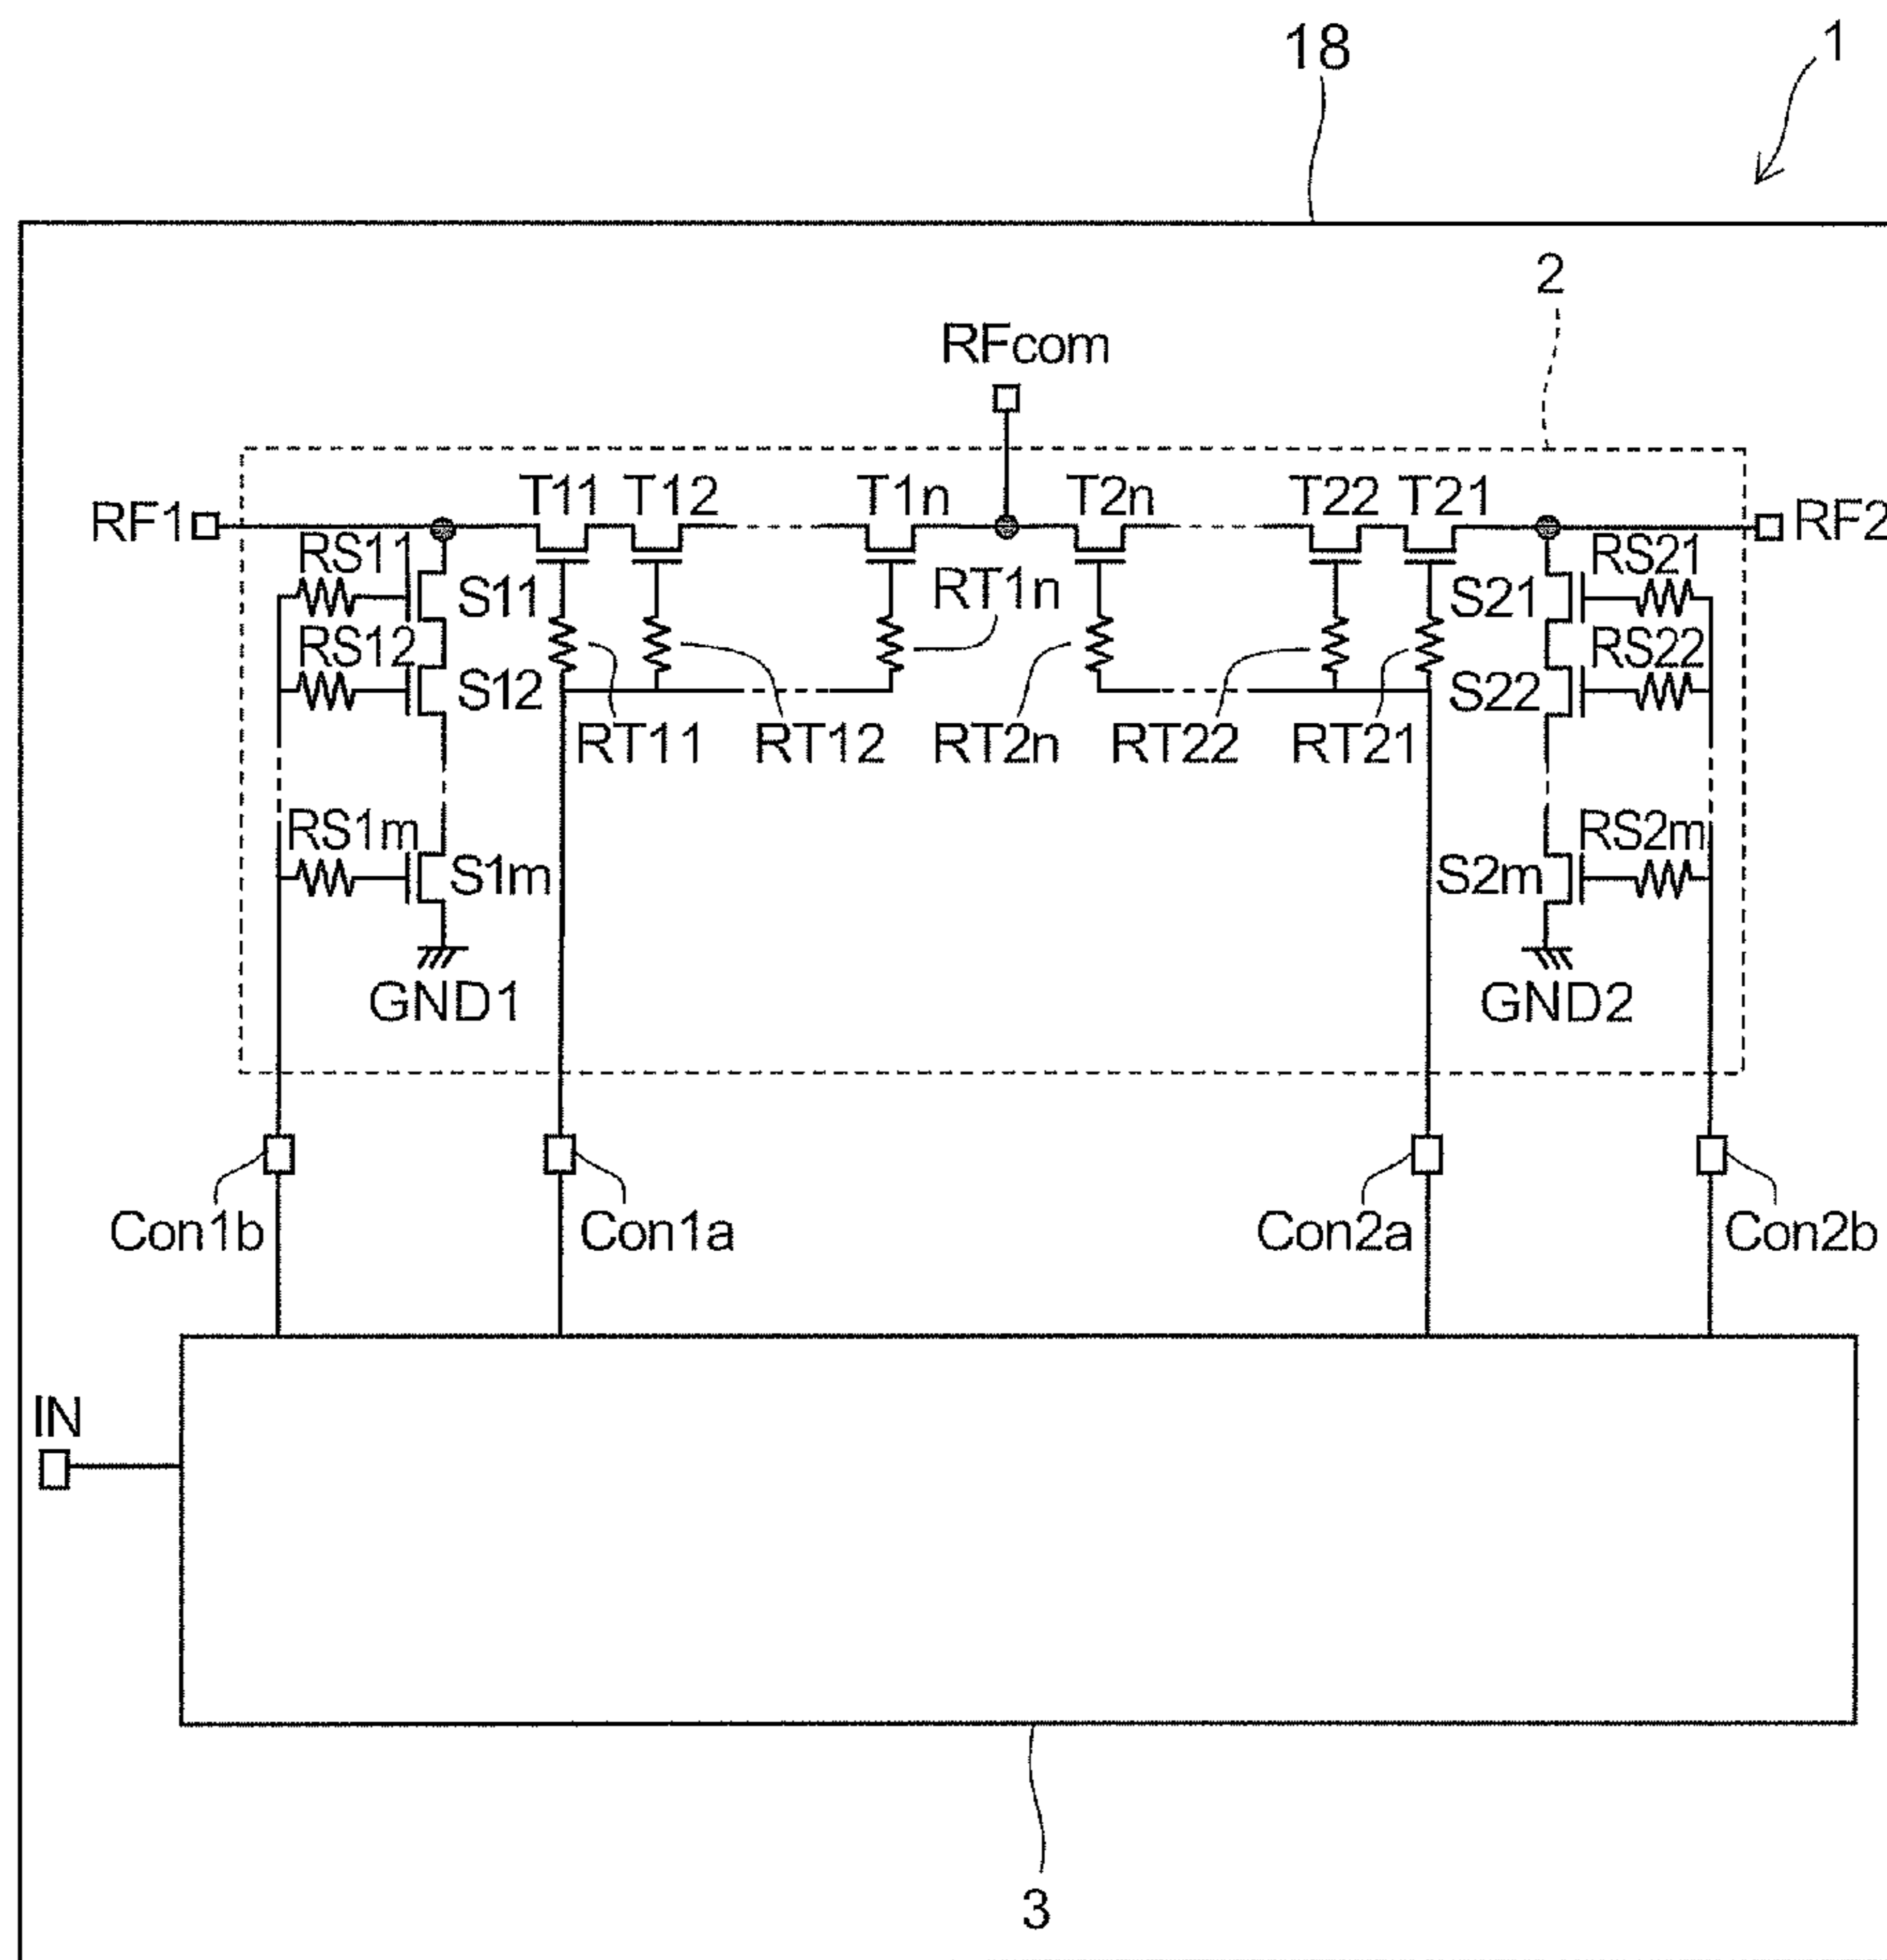 18
1
2
RFcom
T11 T12 T1n T2n T22 T21
RF1 RF2
RS11 RS21
S11 RT1n S21
RS12 RS22
S12 S22
RT11 RT12 RT2n RT22 RT21
RS1m RS2m
S1m S2m
GND1 GND2
Con1b Con1a Con2a Con2b
IN
3